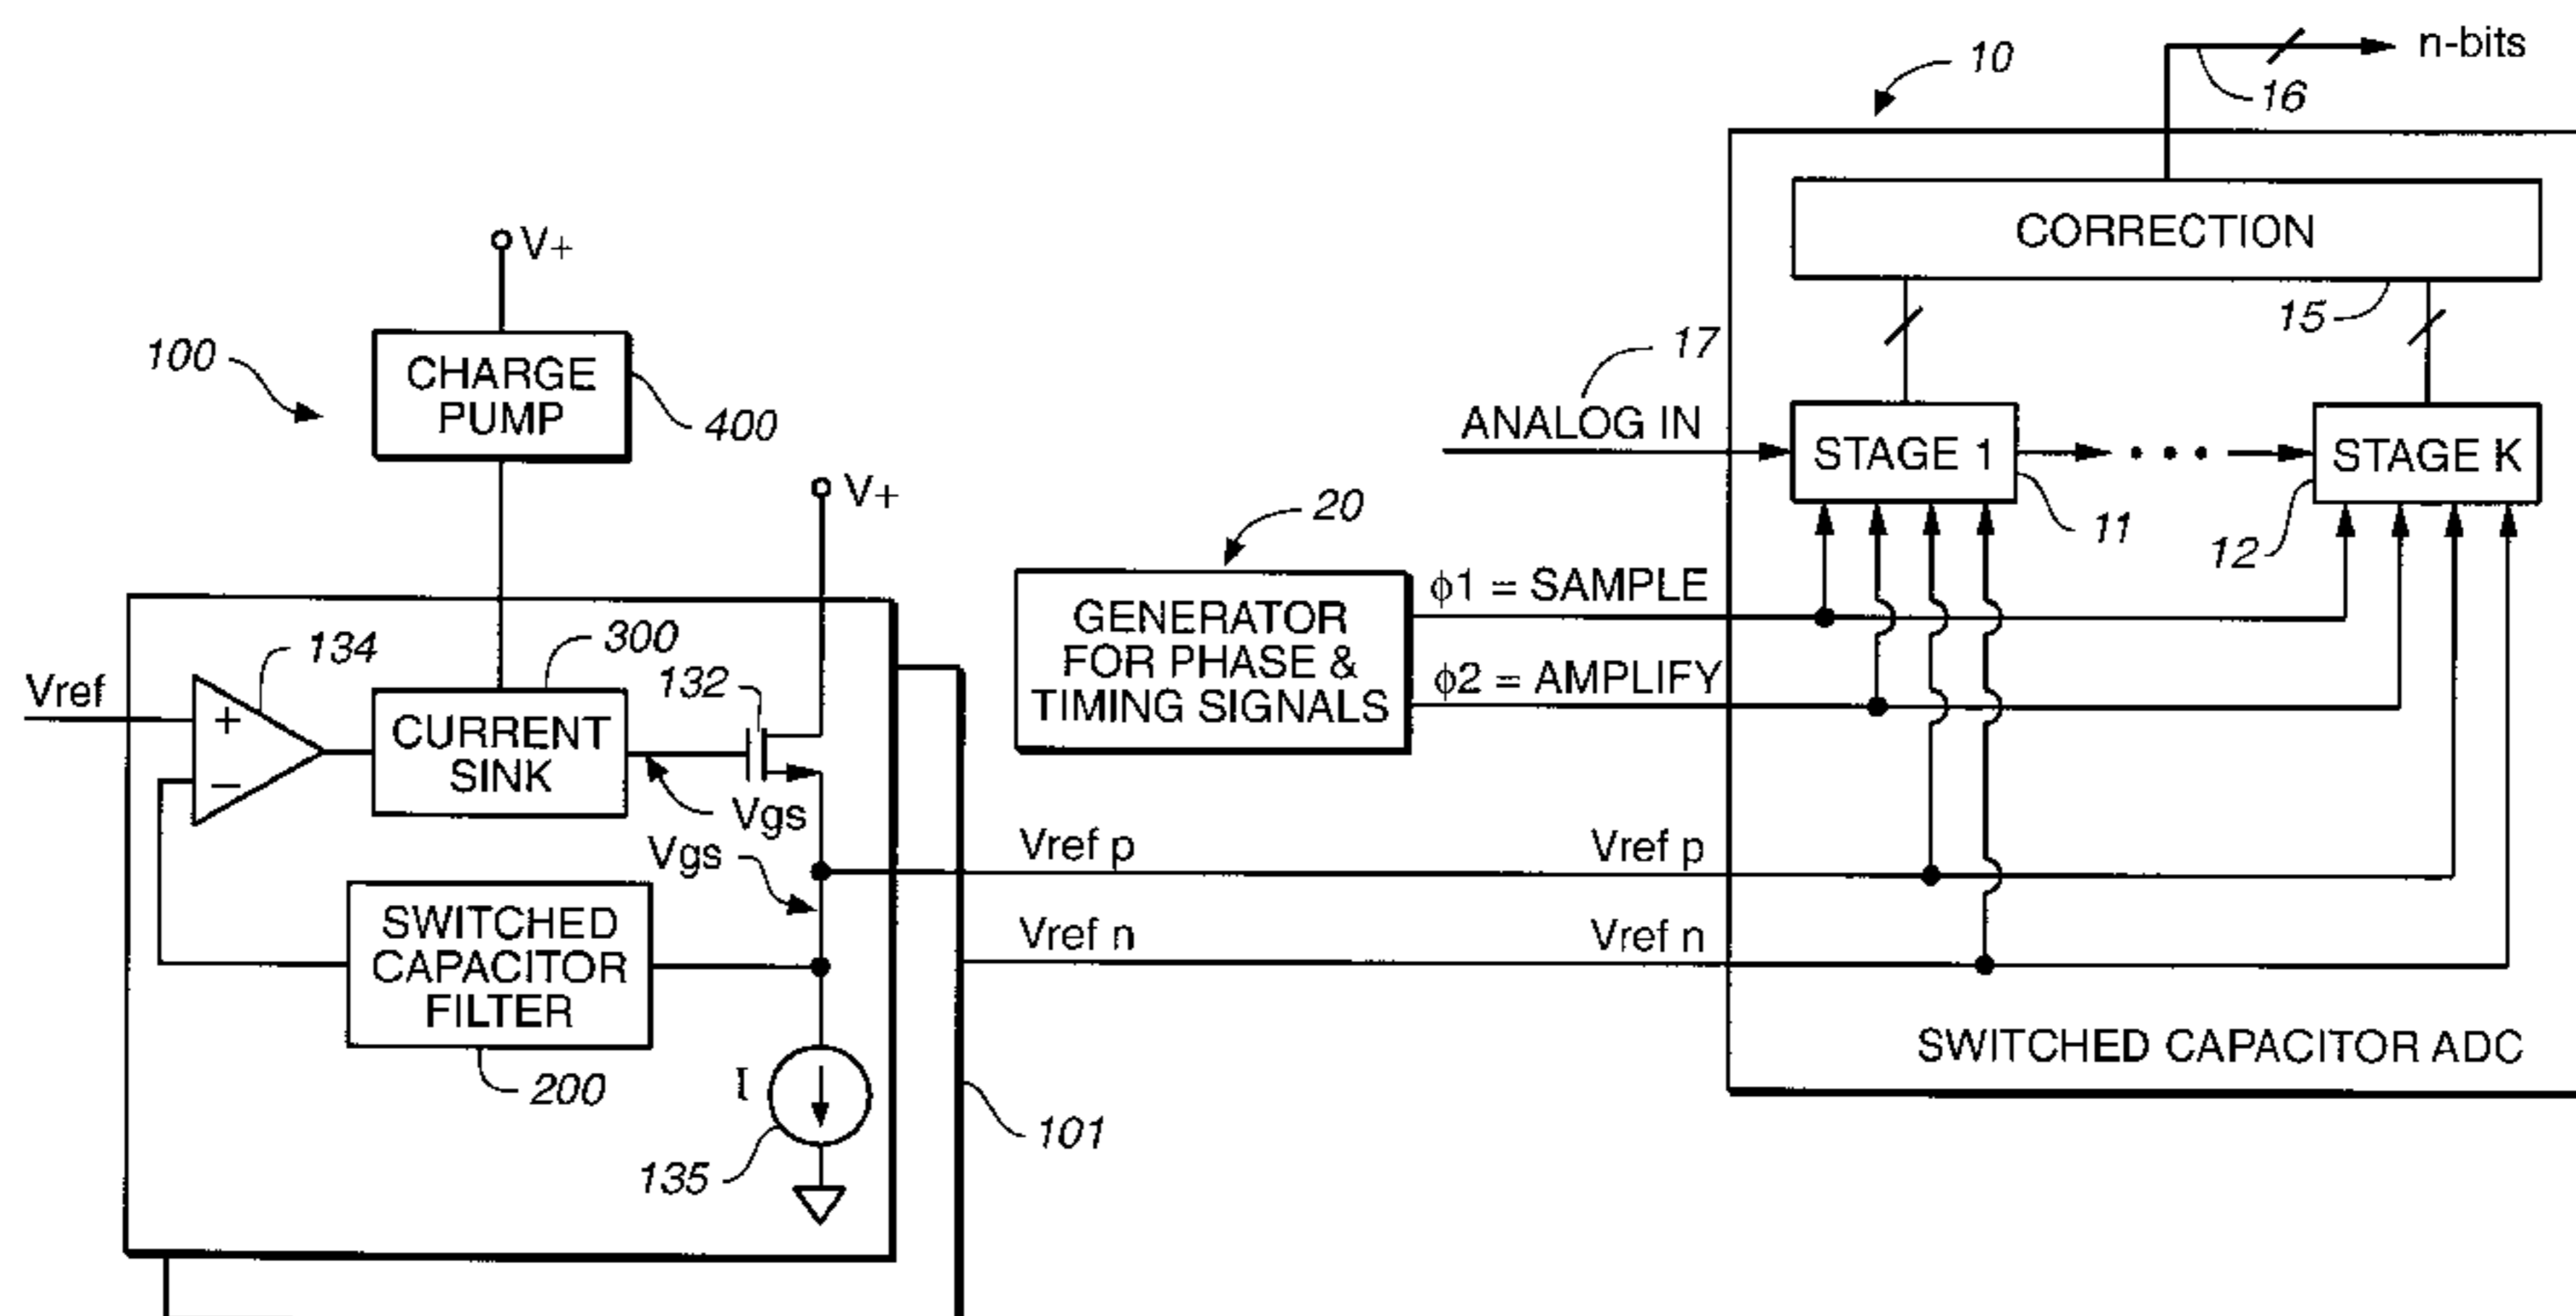 n-bits
10
16
CORRECTION
15
V+
100
CHARGE
PUMP
400
17
ANALOG IN
STAGE 1
STAGE K
11
12
V+
20
GENERATOR
FOR PHASE &
TIMING SIGNALS
ϕ1 = SAMPLE
ϕ2 = AMPLIFY
Vref
134
+
−
300
CURRENT
SINK
132
Vgs
Vgs
Vref p
Vref p
SWITCHED
CAPACITOR
FILTER
200
Vref n
Vref n
I
135
101
SWITCHED CAPACITOR ADC